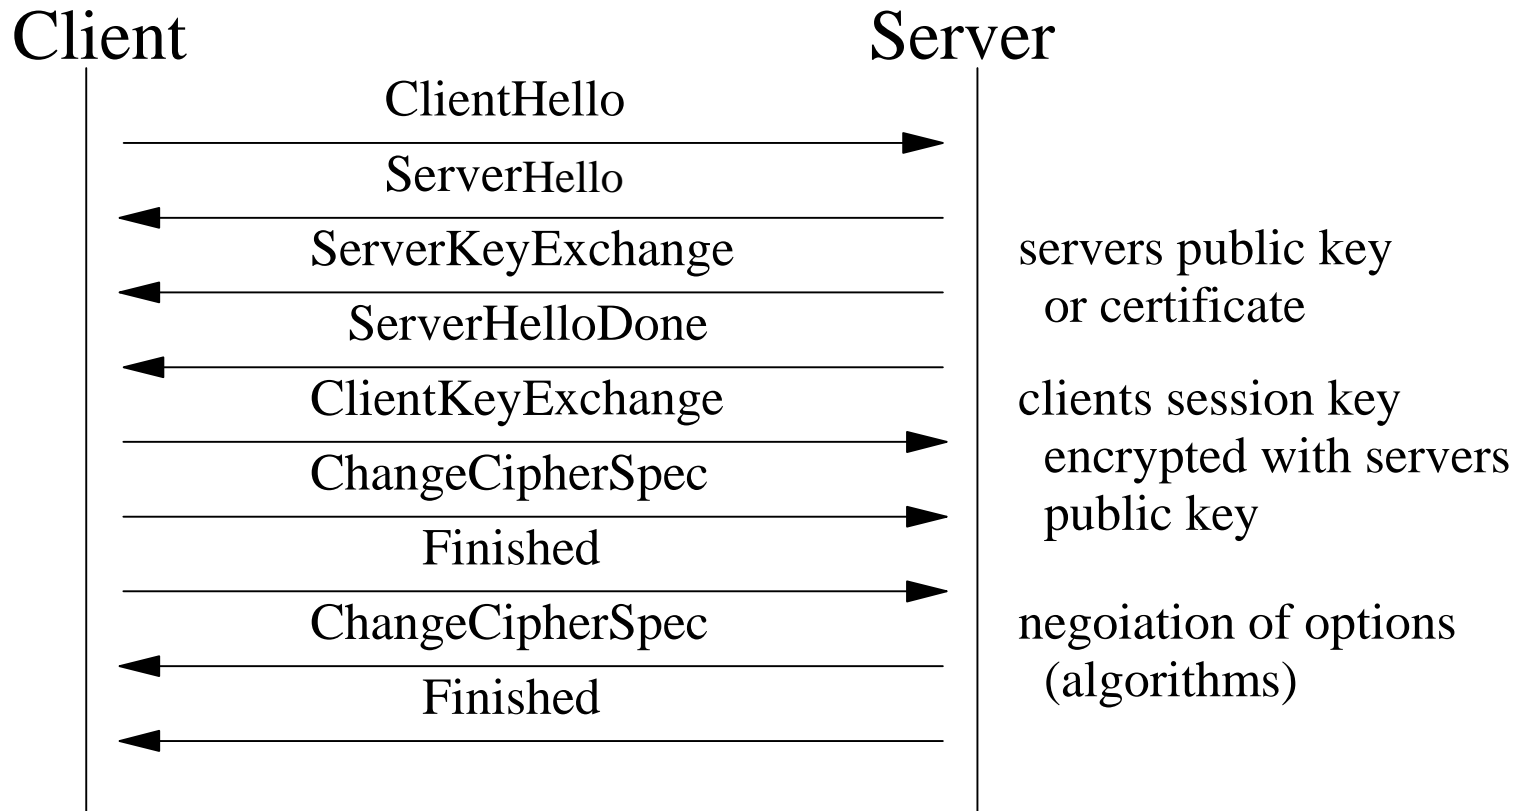 Client
Server
ClientHello
ServerHello
ServerKeyExchange
servers public key
or certificate
ServerHelloDone
ClientKeyExchange
clients session key
encrypted with servers
public key
ChangeCipherSpec
Finished
ChangeCipherSpec
negoiation of options
(algorithms)
Finished